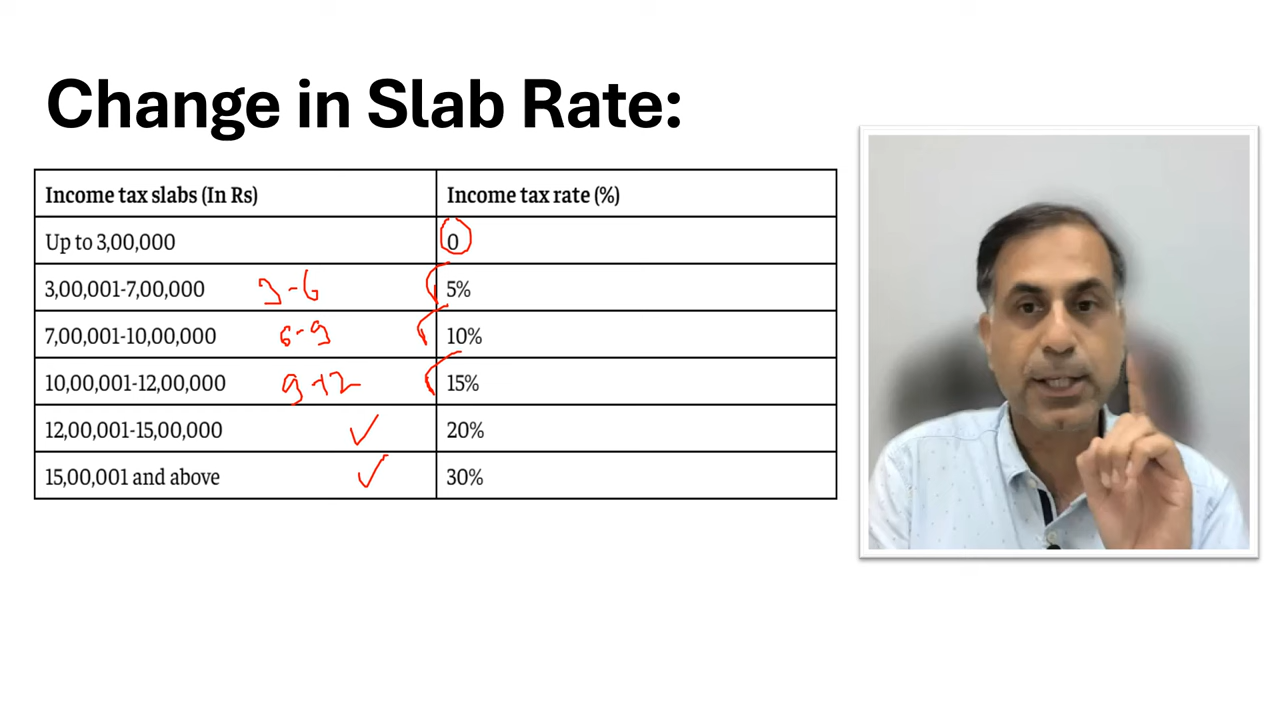 Change in Slab Rate:
Income tax slabs (In Rs) Income tax rate (%)
Up to 3,00,000 0
3,00,001-7,00,000 3-6 5%
7,00,001-10,00,000 6-9 10%
10,00,001-12,00,000 9-12 15%
12,00,001-15,00,000 20%
15,00,001 and above 30%